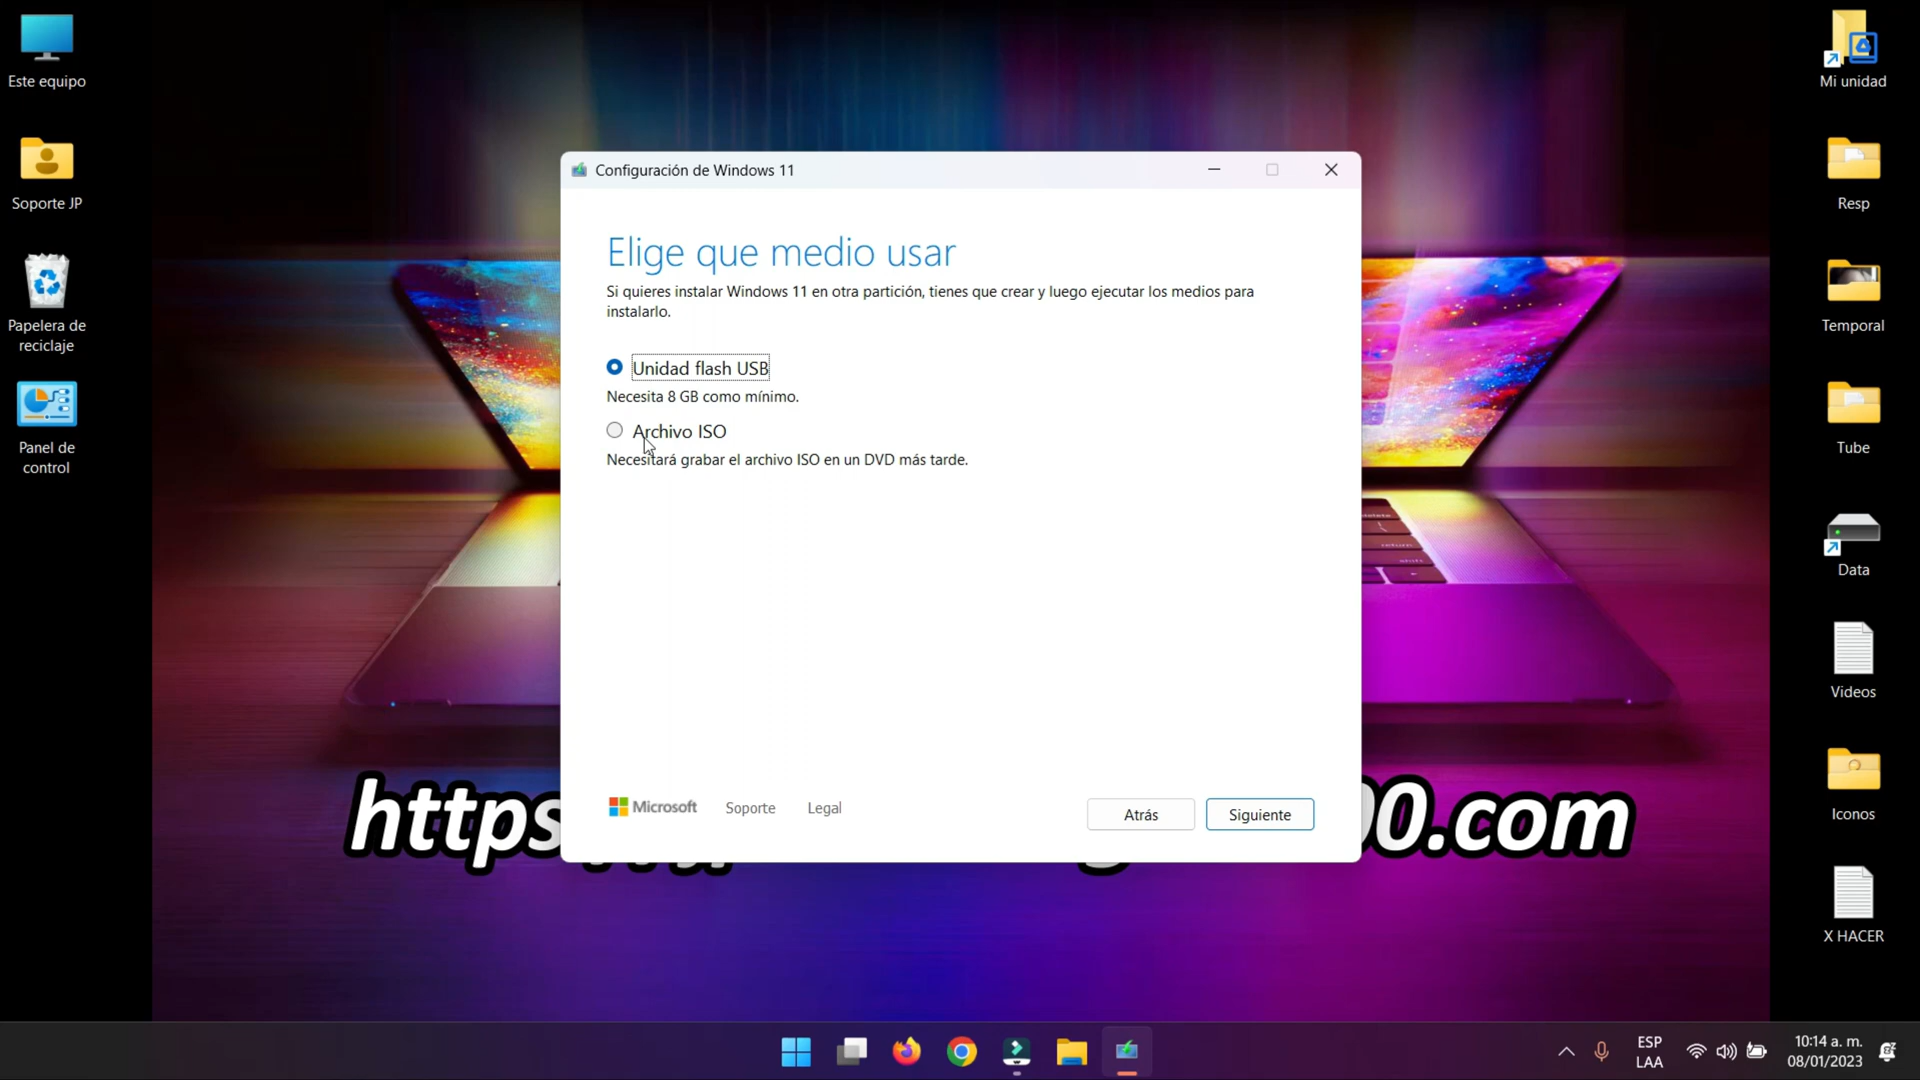 Este equipo
Soporte JP
Papelera de
reciclaje
Panel de
control
Configuración de Windows 11
Elige que medio usar
Si quieres instalar Windows 11 en otra partición, tienes que crear y luego ejecutar los medios para
instalarlo.
Unidad flash USB
Necesita 8 GB como mínimo.
Archivo ISO
Necesitará grabar el archivo ISO en un DVD más tarde.
Microsoft
Soporte
Legal
Atrás
Siguiente
https
00.com
Mi unidad
Resp
Temporal
Tube
Data
Videos
Iconos
X HACER
ESP
LAA
10:14 a. m.
08/01/2023